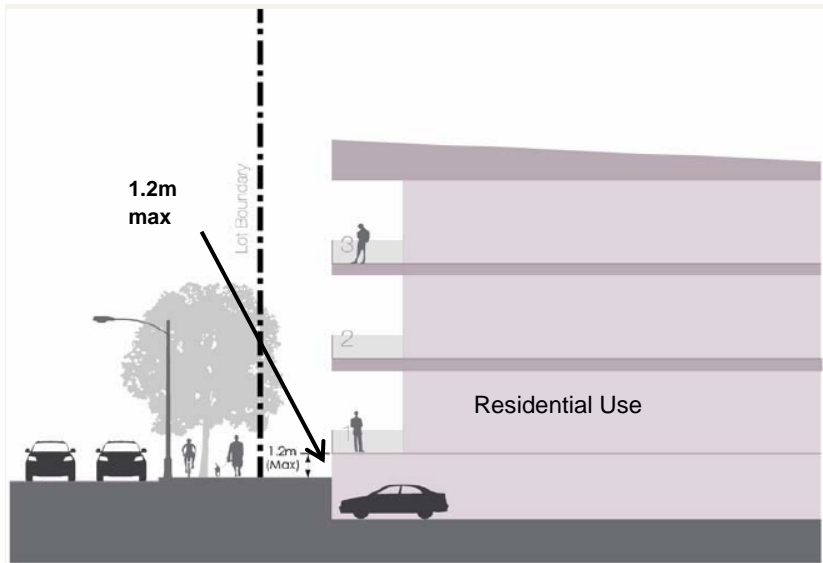 1.2m
max
Lot Boundary
3
2
Residential Use
1
1.2m
(Max)